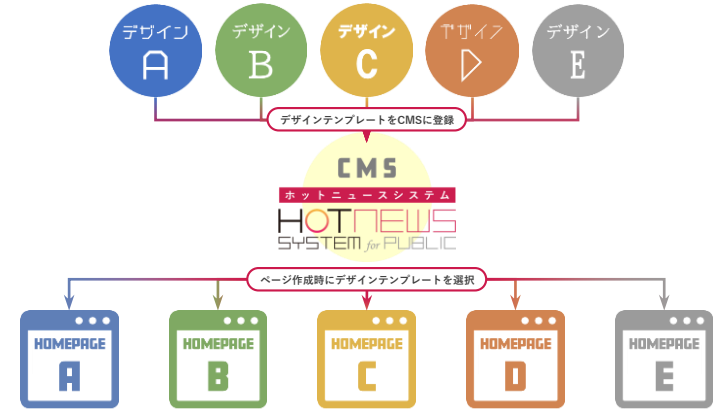 デザイン デザイン デザイン デザイン デザイン
A B C D E
デザインテンプレートをCMSに登録
CMS
ホットニュースシステム
HOTNEWS
SYSTEM for PUBLIC
ページ作成時にデザインテンプレートを選択
HOMEPAGE HOMEPAGE HOMEPAGE HOMEPAGE HOMEPAGE
A B C D E